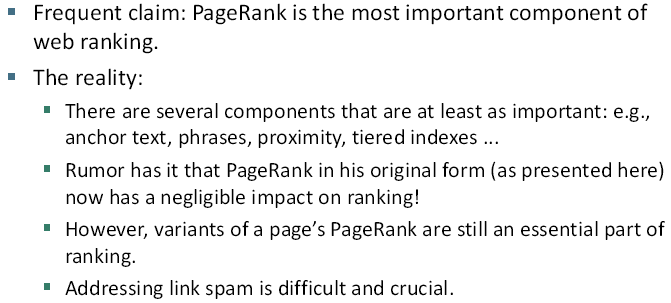 Frequent claim: PageRank is the most important component of
web ranking.
The reality:
There are several components that are at least as important: e.g.,
anchor text, phrases, proximity, tiered indexes ...
Rumor has it that PageRank in his original form (as presented here)
now has a negligible impact on ranking!
However, variants of a page’s PageRank are still an essential part of
ranking.
Addressing link spam is difficult and crucial.